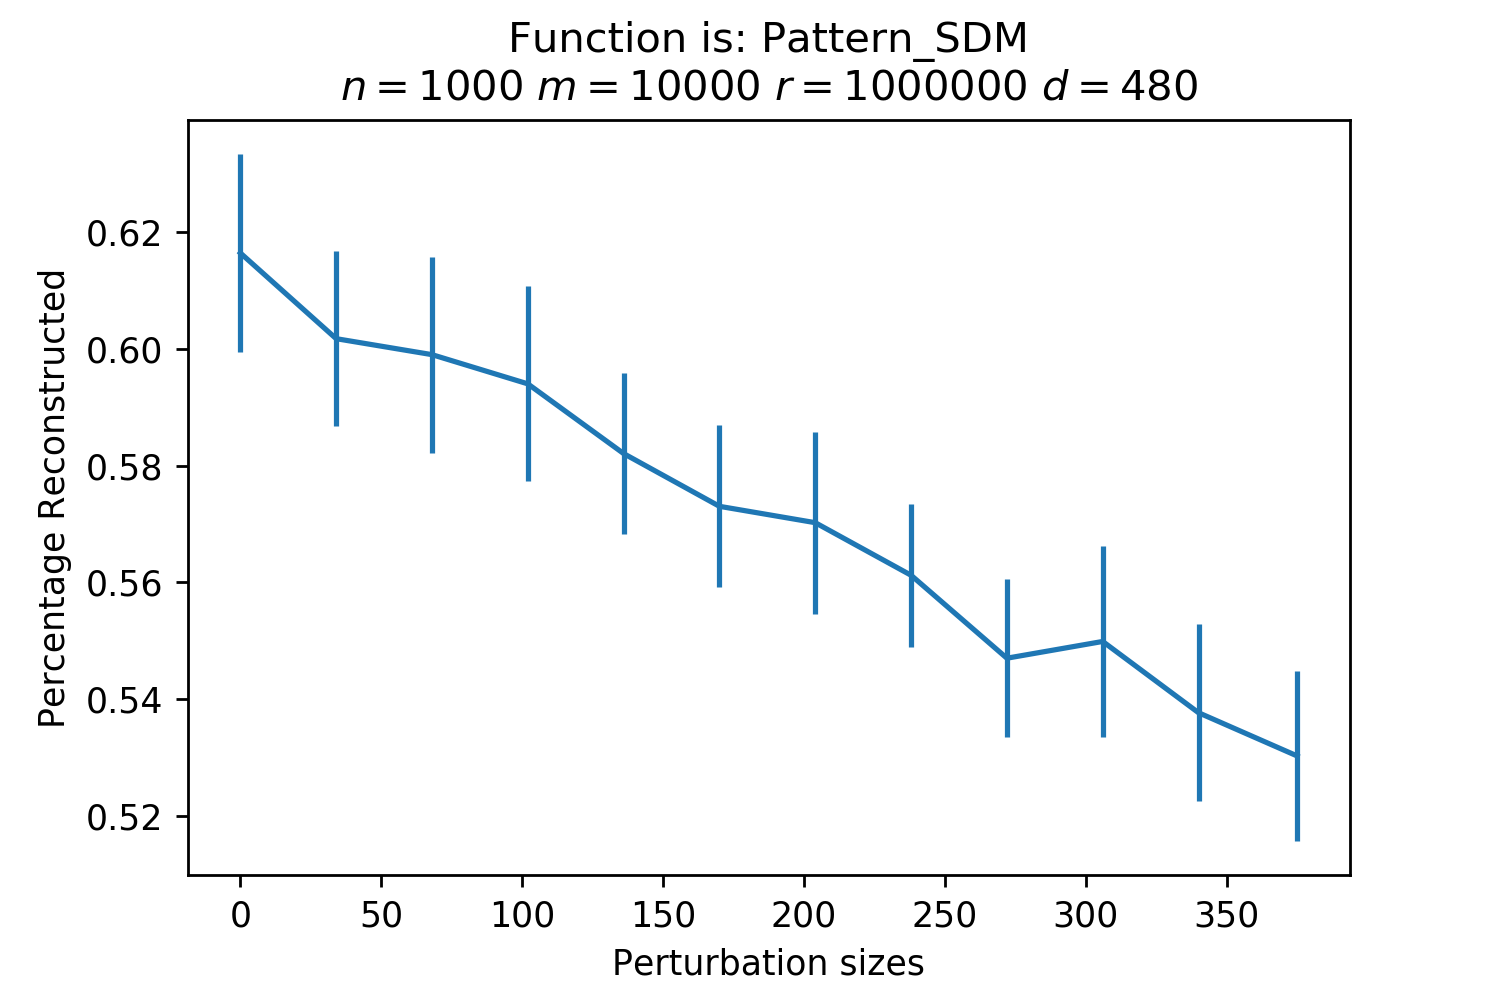 Function is: Pattern_SDM
n = 1000 m = 10000 r = 1000000 d = 480
Percentage Reconstructed
0.62
0.60
0.58
0.56
0.54
0.52
0 50 100 150 200 250 300 350
Perturbation sizes